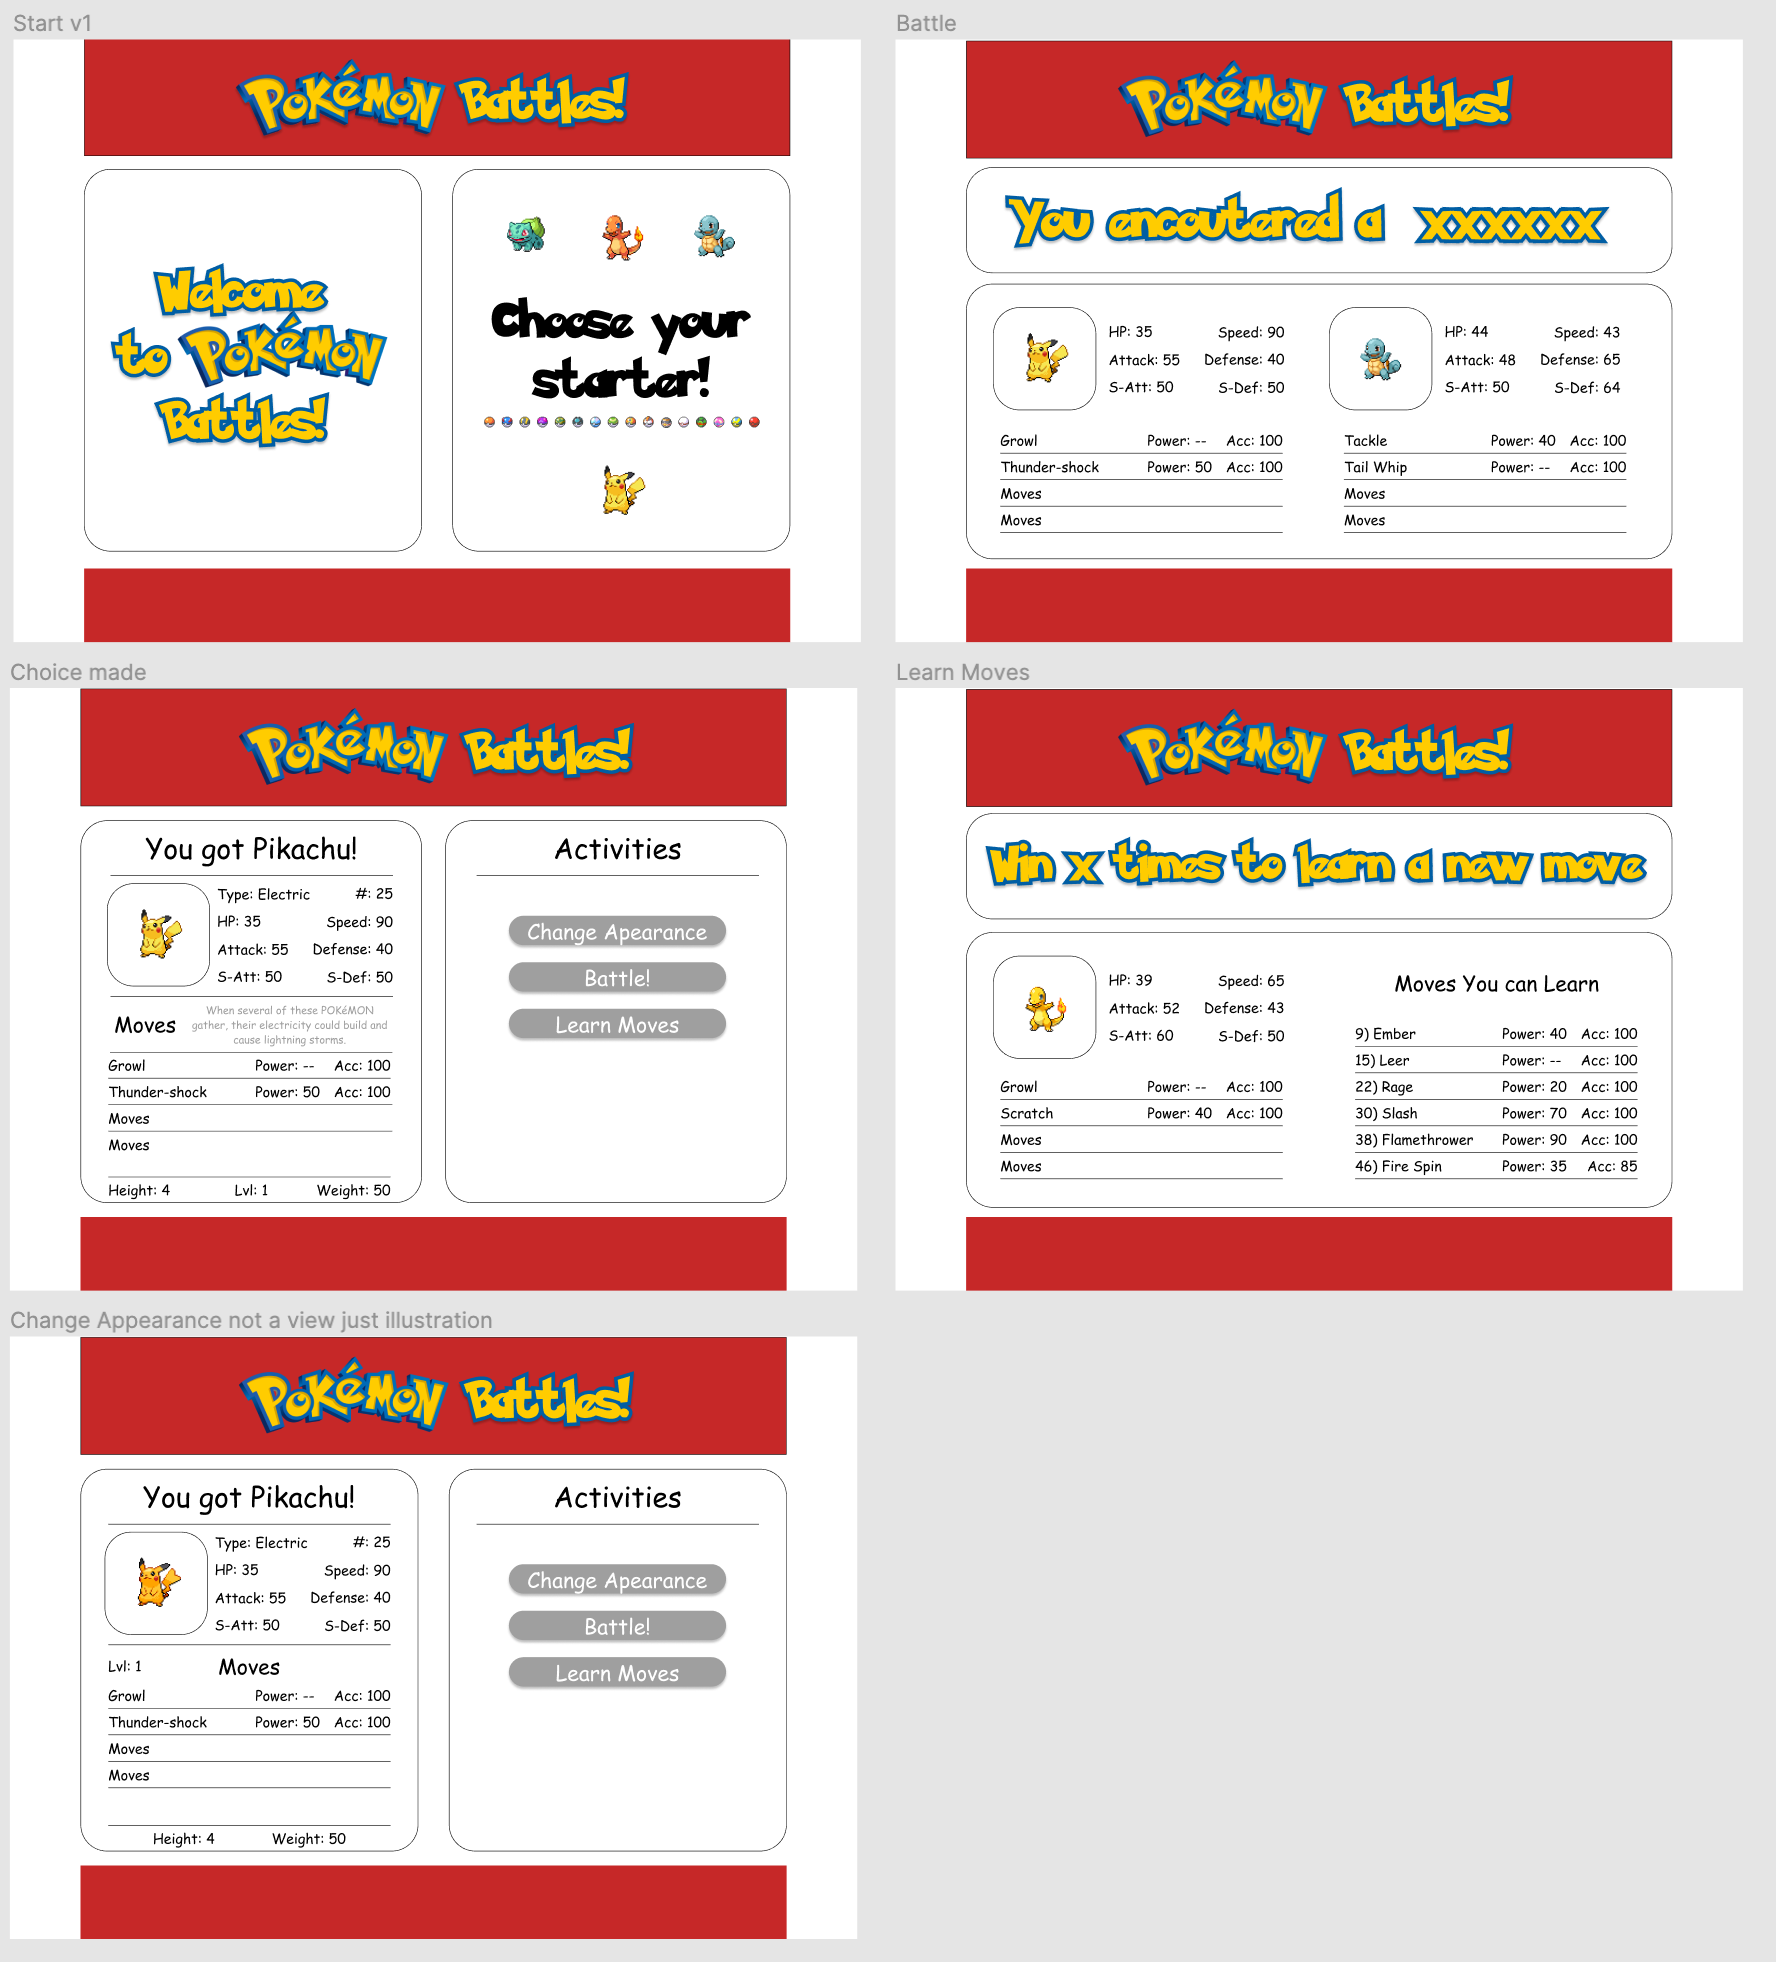 Start v1
Pokémon Battles!
Welcome
to Pokémon
Battles!
Choose your
starter!
Battle
Pokémon Battles!
You encoutered a xxxxxxx
HP: 35 Speed: 90
Attack: 55 Defense: 40
S-Att: 50 S-Def: 50
Growl Power: -- Acc: 100
Thunder-shock Power: 50 Acc: 100
Moves
Moves
HP: 44 Speed: 43
Attack: 48 Defense: 65
S-Att: 50 S-Def: 64
Tackle Power: 40 Acc: 100
Tail Whip Power: -- Acc: 100
Moves
Moves
Choice made
Pokémon Battles!
You got Pikachu!
Type: Electric #: 25
HP: 35 Speed: 90
Attack: 55 Defense: 40
S-Att: 50 S-Def: 50
Moves
When several of these POKéMON
gather, their electricity could build and
cause lightning storms.
Growl Power: -- Acc: 100
Thunder-shock Power: 50 Acc: 100
Moves
Moves
Height: 4 Lvl: 1 Weight: 50
Activities
Change Apearance
Battle!
Learn Moves
Learn Moves
Pokémon Battles!
Win x times to learn a new move
HP: 39 Speed: 65
Attack: 52 Defense: 43
S-Att: 60 S-Def: 50
Growl Power: -- Acc: 100
Scratch Power: 40 Acc: 100
Moves
Moves
Moves You can Learn
9) Ember Power: 40 Acc: 100
15) Leer Power: -- Acc: 100
22) Rage Power: 20 Acc: 100
30) Slash Power: 70 Acc: 100
38) Flamethrower Power: 90 Acc: 100
46) Fire Spin Power: 35 Acc: 85
Change Appearance not a view just illustration
Pokémon Battles!
You got Pikachu!
Type: Electric #: 25
HP: 35 Speed: 90
Attack: 55 Defense: 40
S-Att: 50 S-Def: 50
Lvl: 1 Moves
Growl Power: -- Acc: 100
Thunder-shock Power: 50 Acc: 100
Moves
Moves
Height: 4 Weight: 50
Activities
Change Apearance
Battle!
Learn Moves